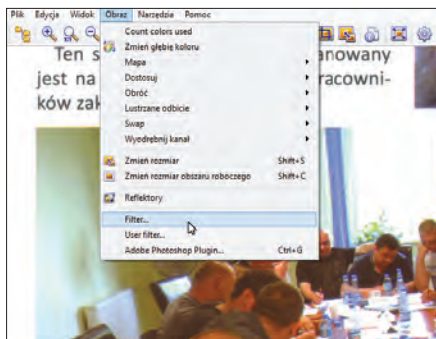 Plik Edycja Widok Obraz Narzędzia Pomoc
Count colors used
Zmień głębię koloru
Mapa
Dostosuj
Obróć
Lustrzane odbicie
Swap
Wyodrębnij kanał
Zmień rozmiar Shift+S
Zmień rozmiar obszaru roboczego Shift+C
Reflektory
Filter...
User filter...
Adobe Photoshop Plugin... Ctrl+G
Ten s anowany
jest na racowni-
ków zak